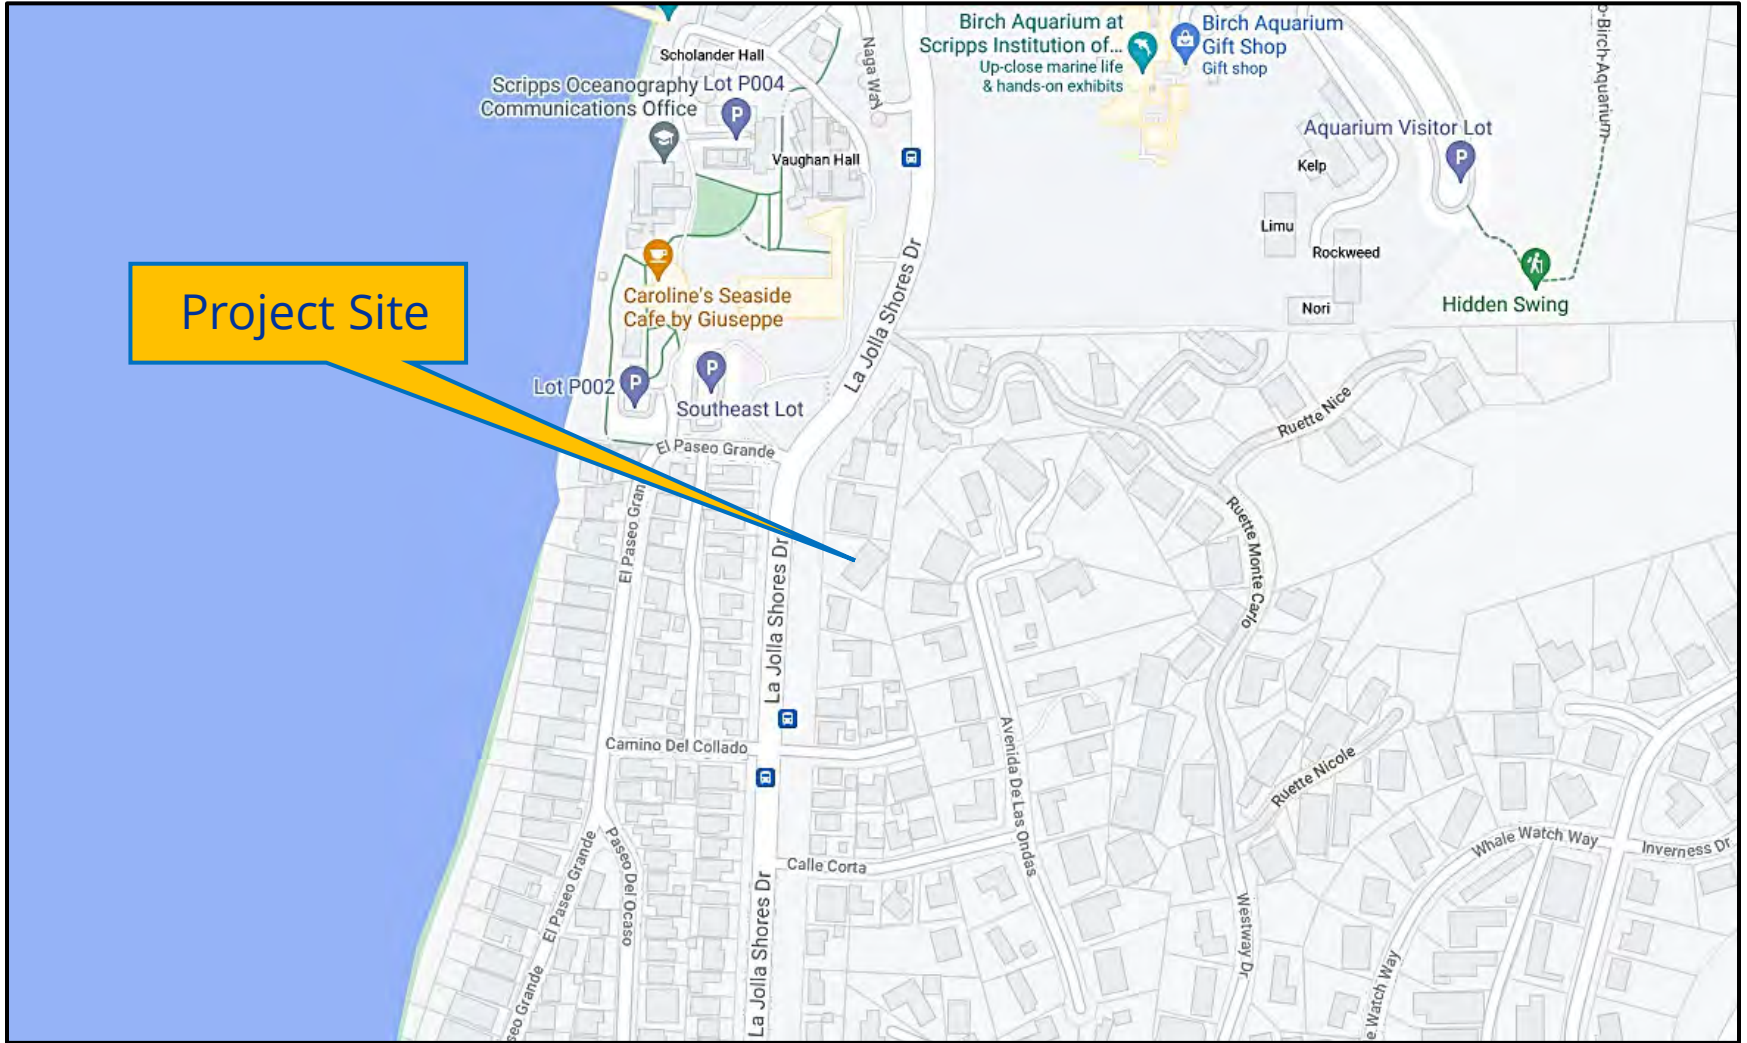 Birch Aquarium at
Scripps Institution of...
Up-close marine life
& hands-on exhibits
Birch Aquarium
Gift Shop
Gift shop
o-Birch-Aquarium
Naga Way
Scholander Hall
Scripps Oceanography
Communications Office
Lot P004
P
Vaughan Hall
Aquarium Visitor Lot
P
Kelp
Limu
Rockweed
Nori
Hidden Swing
La Jolla Shores Dr
Caroline's Seaside
Cafe by Giuseppe
Project Site
Lot P002
P
P
Southeast Lot
El Paseo Grande
El Paseo Gran
Ruette Nice
Ruette Monte Carlo
La Jolla Shores Dr
Camino Del Collado
Avenida De Las Ondas
Ruette Nicole
Whale Watch Way
Inverness Dr
El Paseo Grande
Paseo Del Ocaso
Calle Corta
La Jolla Shores Dr
Westway Dr
e Watch Way
seo Grande